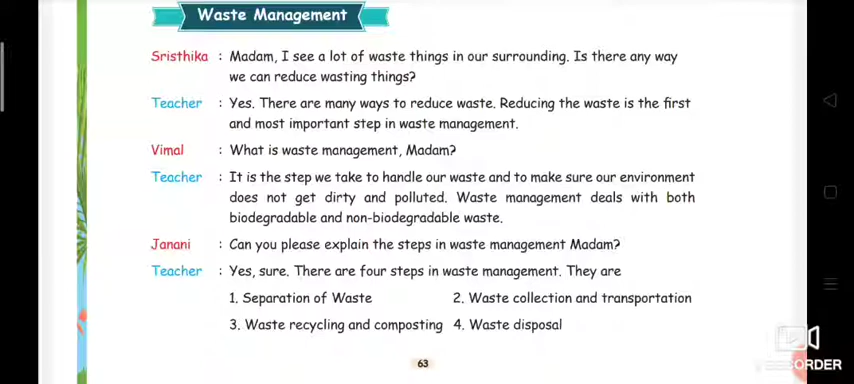 Waste Management
Sristhika : Madam, I see a lot of waste things in our surrounding. Is there any way
we can reduce wasting things?
Teacher : Yes. There are many ways to reduce waste. Reducing the waste is the first
and most important step in waste management.
Vimal : What is waste management, Madam?
Teacher : It is the step we take to handle our waste and to make sure our environment
does not get dirty and polluted. Waste management deals with both
biodegradable and non-biodegradable waste.
Janani : Can you please explain the steps in waste management Madam?
Teacher : Yes, sure. There are four steps in waste management. They are
1. Separation of Waste 2. Waste collection and transportation
3. Waste recycling and composting 4. Waste disposal
63